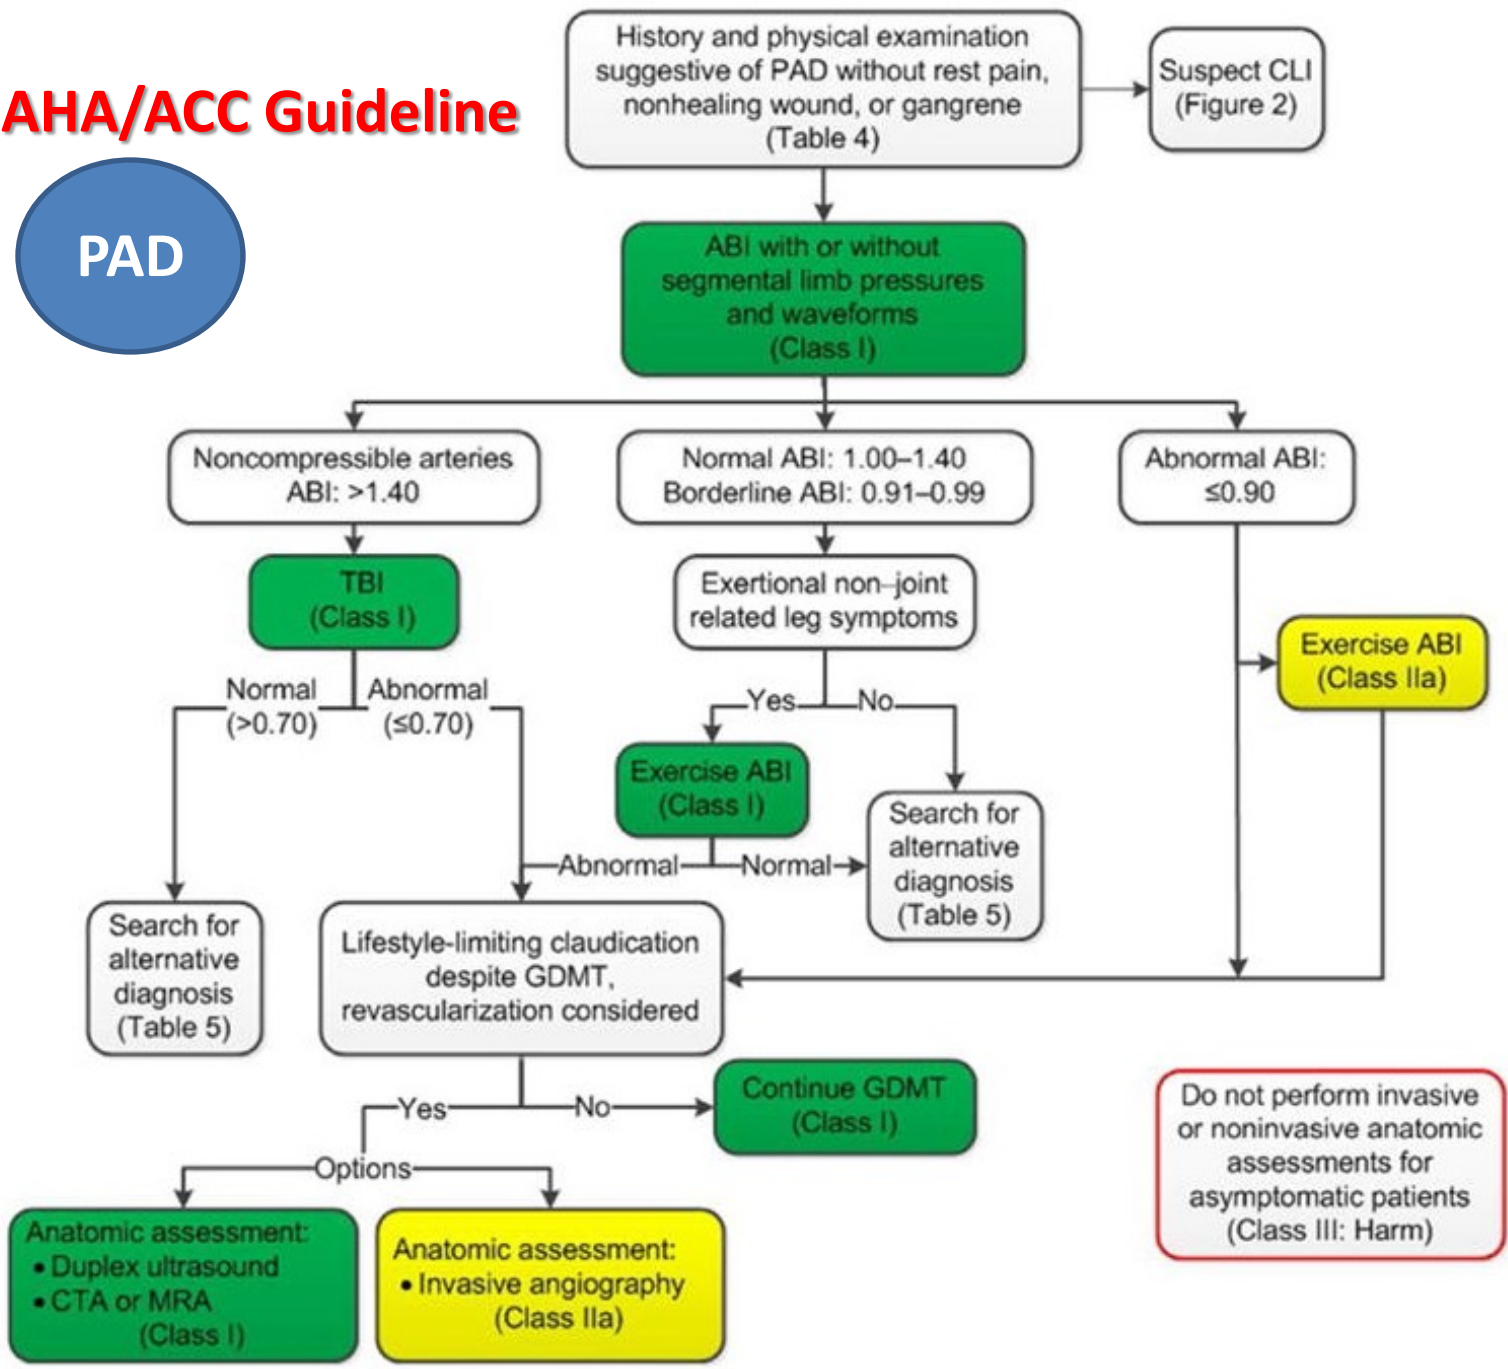 AHA/ACC Guideline
PAD
History and physical examination
suggestive of PAD without rest pain,
nonhealing wound, or gangrene
(Table 4)
Suspect CLI
(Figure 2)
ABI with or without
segmental limb pressures
and waveforms
(Class I)
Noncompressible arteries
ABI: >1.40
Normal ABI: 1.00–1.40
Borderline ABI: 0.91–0.99
Abnormal ABI:
≤0.90
TBI
(Class I)
Exertional non–joint
related leg symptoms
Exercise ABI
(Class IIa)
Normal
(>0.70)
Abnormal
(≤0.70)
Yes
No
Exercise ABI
(Class I)
Search for
alternative
diagnosis
(Table 5)
Abnormal
Normal
Search for
alternative
diagnosis
(Table 5)
Lifestyle-limiting claudication
despite GDMT,
revascularization considered
Yes
No
Continue GDMT
(Class I)
Do not perform invasive
or noninvasive anatomic
assessments for
asymptomatic patients
(Class III: Harm)
Options
Anatomic assessment:
• Duplex ultrasound
• CTA or MRA
(Class I)
Anatomic assessment:
• Invasive angiography
(Class IIa)